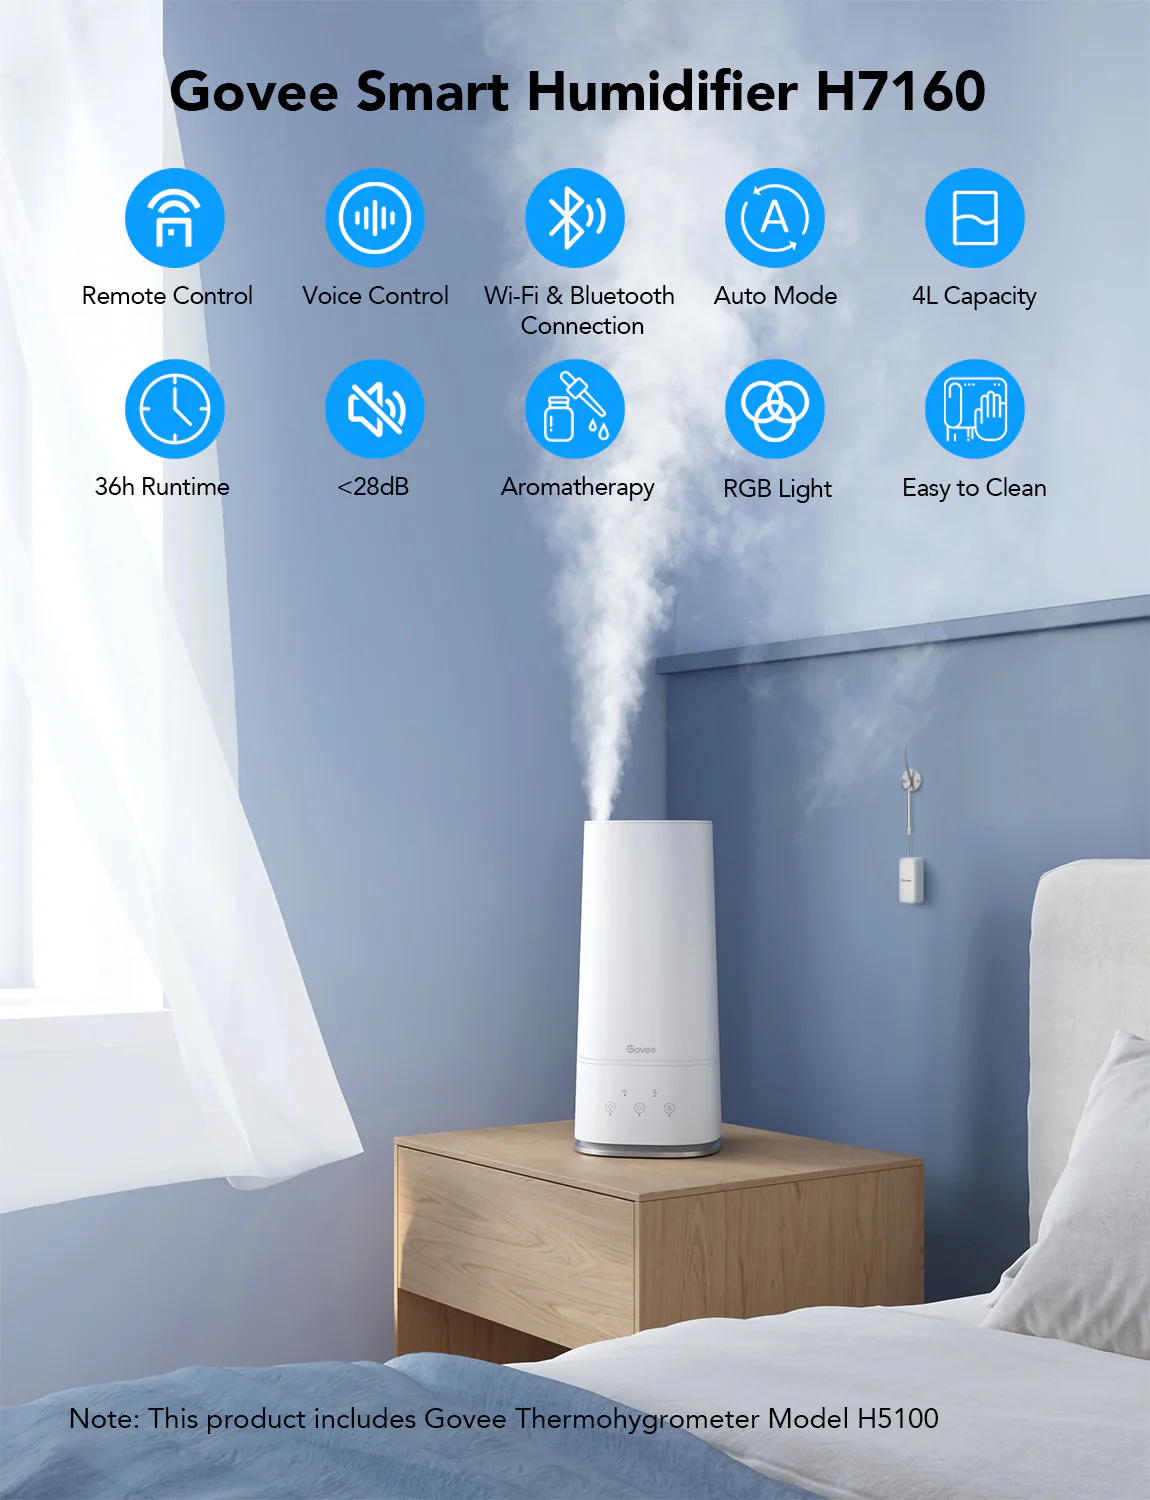 Govee Smart Humidifier H7160
Remote Control
Voice Control
Wi-Fi & Bluetooth
Connection
Auto Mode
4L Capacity
36h Runtime
<28dB
Aromatherapy
RGB Light
Easy to Clean
Govee
Note: This product includes Govee Thermohygrometer Model H5100